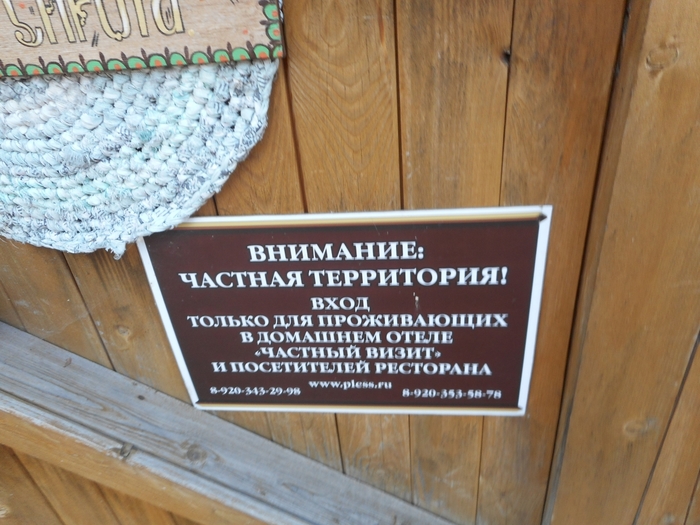 ВНИМАНИЕ:
ЧАСТНАЯ ТЕРРИТОРИЯ!
ВХОД
ТОЛЬКО ДЛЯ ПРОЖИВАЮЩИХ
В ДОМАШНЕМ ОТЕЛЕ
«ЧАСТНЫЙ ВИЗИТ»
И ПОСЕТИТЕЛЕЙ РЕСТОРАНА
www.pless.ru
8-920-343-29-98 8-920-353-58-78